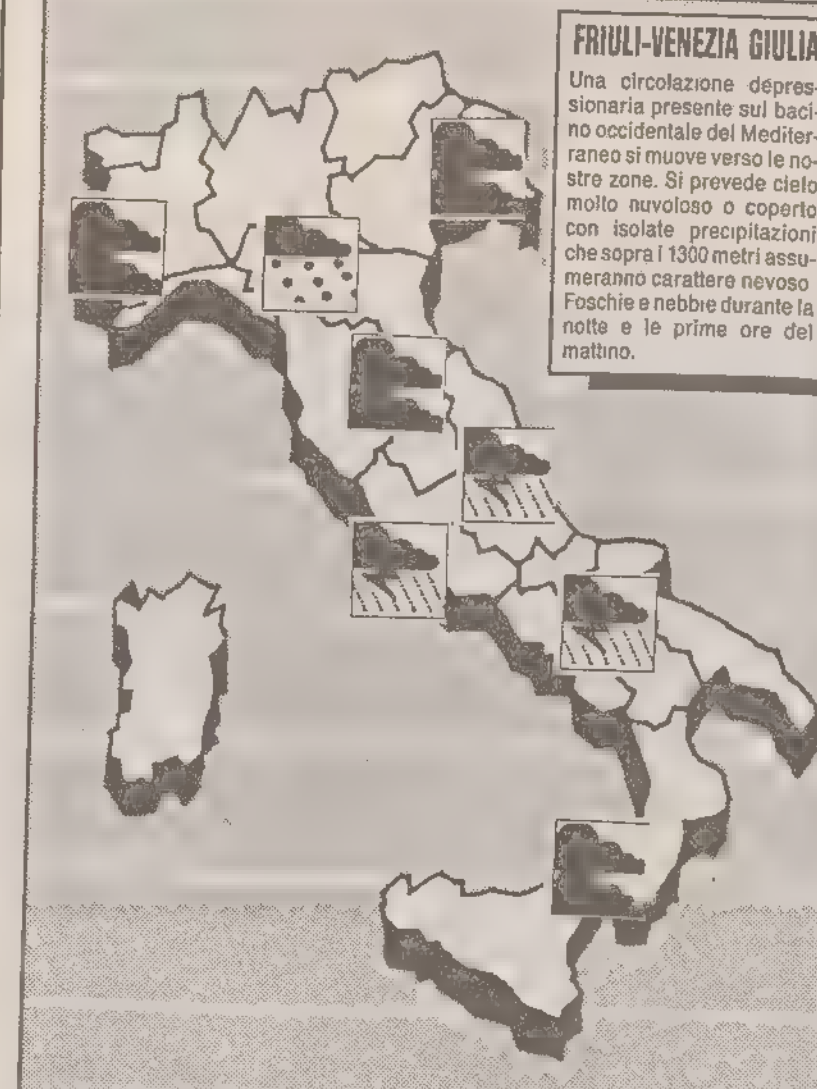 FRIULI-VENEZIA GIULIA
Una circolazione depres-
sionaria presente sul baci-
no occidentale del Mediter-
raneo si muove verso le no-
stre zone. Si prevede cielo
molto nuvoloso o coperto
con isolate precipitazioni
che sopra i 1300 metri assu-
meranno carattere nevoso
Foschie e nebbie durante la
notte e le prime ore del
mattino.